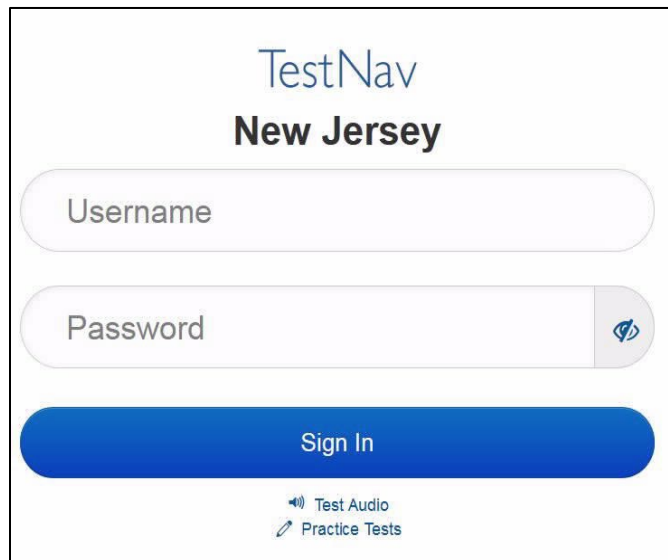 TestNav
New Jersey
Username
Password
Sign In
Test Audio
Practice Tests